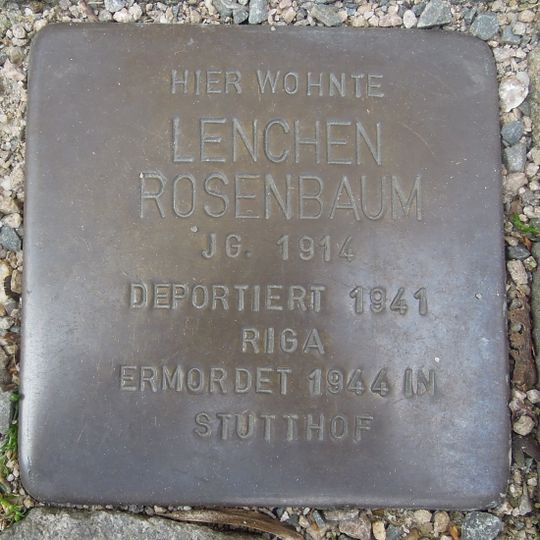 HIER WOHNTE
LENCHEN
ROSENBAUM
JG. 1914
DEPORTIERT 1941
RIGA
ERMORDET 1944 IN
STUTTHOF